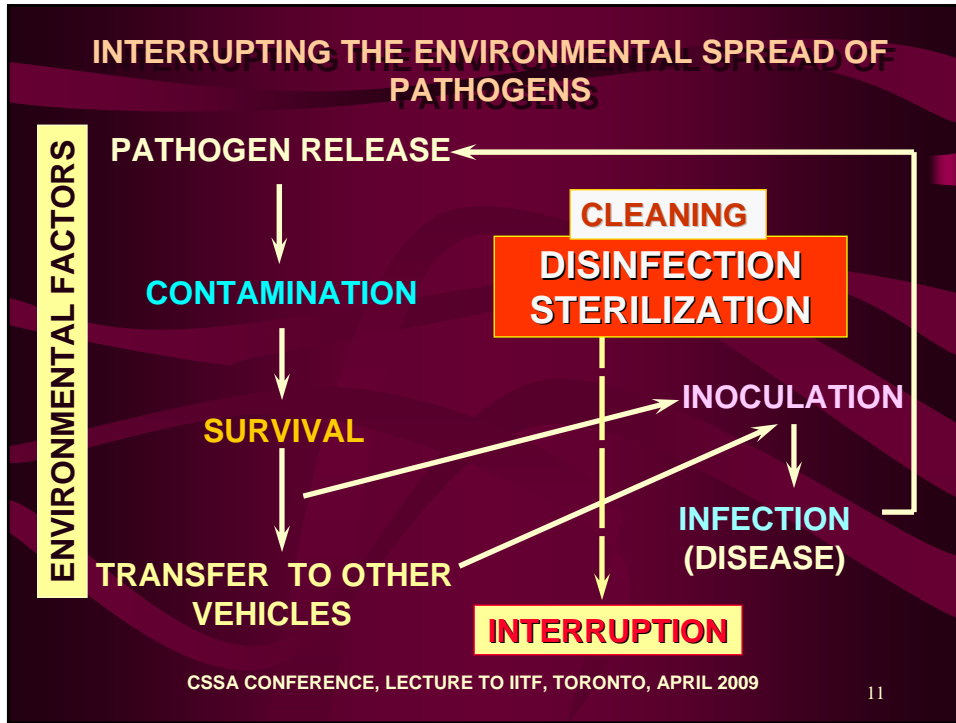 INTERRUPTING THE ENVIRONMENTAL SPREAD OF
PATHOGENS
ENVIRONMENTAL FACTORS
PATHOGEN RELEASE
CLEANING
DISINFECTION
STERILIZATION
CONTAMINATION
INOCULATION
SURVIVAL
INFECTION
(DISEASE)
TRANSFER TO OTHER
VEHICLES
INTERRUPTION
CSSA CONFERENCE, LECTURE TO IITF, TORONTO, APRIL 2009
11